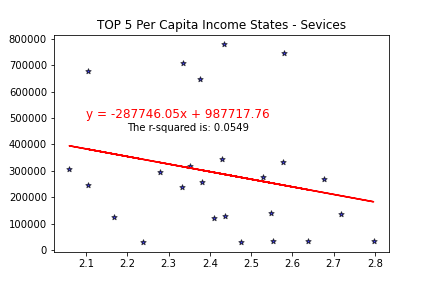 TOP 5 Per Capita Income States - Sevices
800000
700000
600000
500000
400000
300000
200000
100000
0
y = -287746.05x + 987717.76
The r-squared is: 0.0549
2.1 2.2 2.3 2.4 2.5 2.6 2.7 2.8